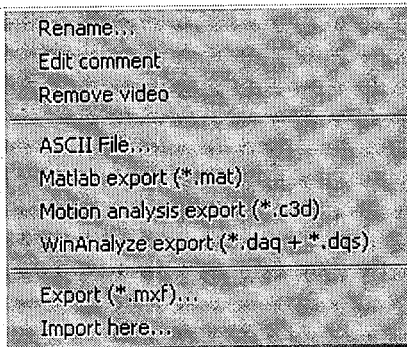 Rename...
Edit comment
Remove video
ASCII File...
Matlab export (*.mat)
Motion analysis export (*.c3d)
WinAnalyze export (*.daq + *.dqs)
Export (*.mxf)...
Import here...